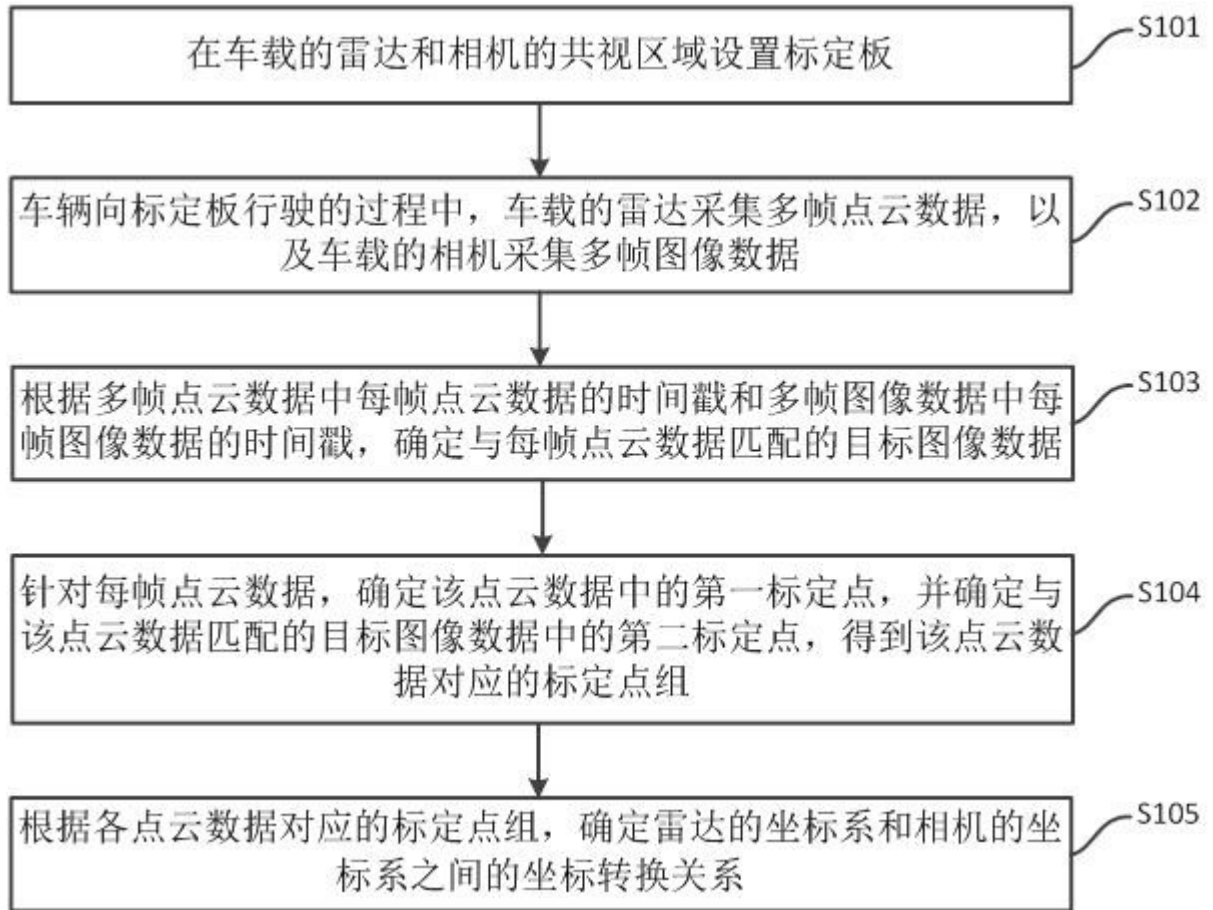 在车载的雷达和相机的共视区域设置标定板
S101
车辆向标定板行驶的过程中，车载的雷达采集多帧点云数据，以
及车载的相机采集多帧图像数据
S102
根据多帧点云数据中每帧点云数据的时间戳和多帧图像数据中每
帧图像数据的时间戳，确定与每帧点云数据匹配的目标图像数据
S103
针对每帧点云数据，确定该点云数据中的第一标定点，并确定与
该点云数据匹配的目标图像数据中的第二标定点，得到该点云数
据对应的标定点组
S104
根据各点云数据对应的标定点组，确定雷达的坐标系和相机的坐
标系之间的坐标转换关系
S105